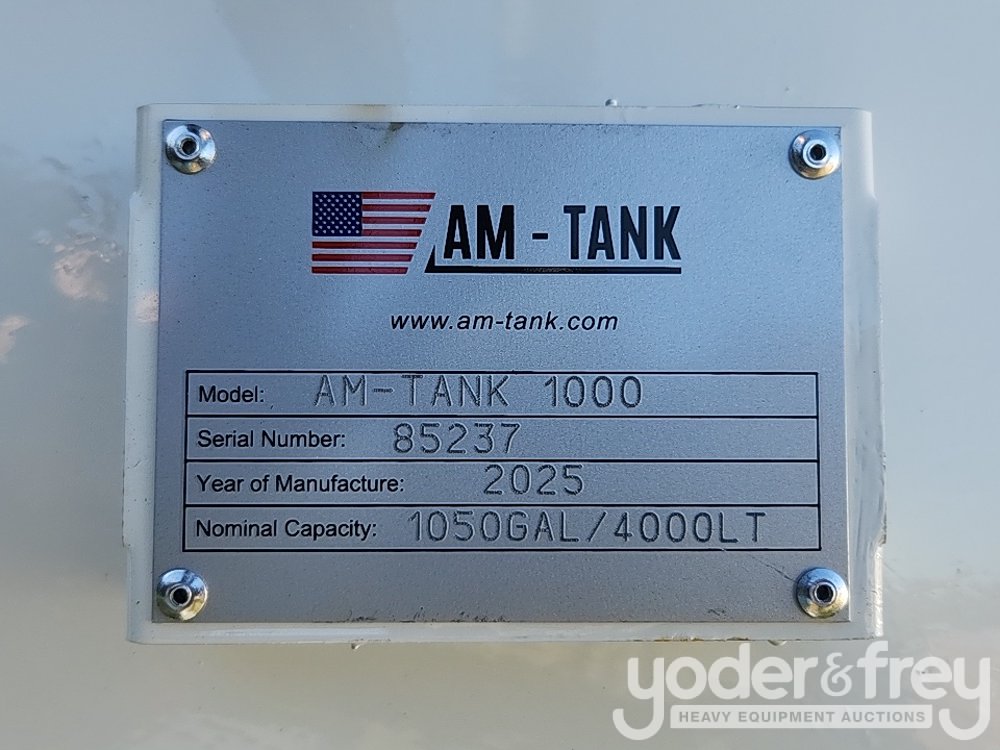 AM - TANK
www.am-tank.com
Model: AM-TANK 1000
Serial Number: 85237
Year of Manufacture: 2025
Nominal Capacity: 1050GAL/4000LT
yoder&frey
HEAVY EQUIPMENT AUCTIONS